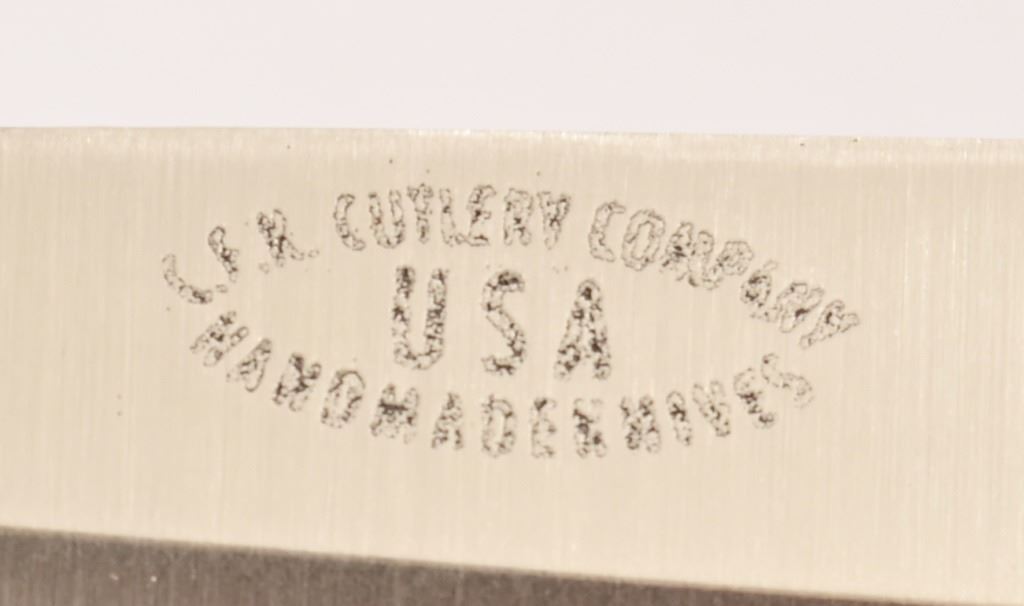 C.F.K. CUTLERY COMPANY
USA
HANDMADE KNIVES